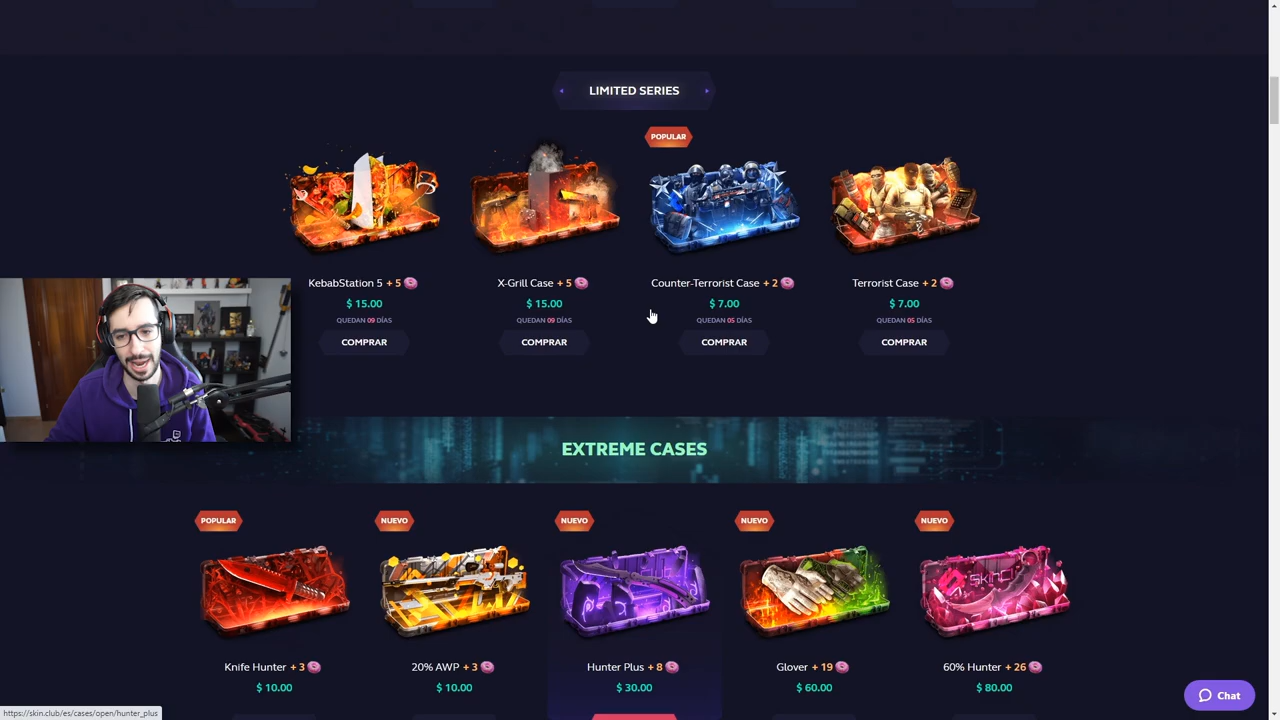 LIMITED SERIES
POPULAR
KebabStation 5 + 5
X-Grill Case + 5
Counter-Terrorist Case + 2
Terrorist Case + 2
$ 15.00
$ 15.00
$ 7.00
$ 7.00
QUEDAN 09 DÍAS
QUEDAN 09 DÍAS
QUEDAN 05 DÍAS
QUEDAN 05 DÍAS
COMPRAR
COMPRAR
COMPRAR
COMPRAR
EXTREME CASES
POPULAR
NUEVO
NUEVO
NUEVO
NUEVO
Knife Hunter + 3
20% AWP + 3
Hunter Plus + 8
Glover + 19
60% Hunter + 26
$ 10.00
$ 10.00
$ 30.00
$ 60.00
$ 80.00
Chat
https://skin.club/es/cases/open/hunter_plus